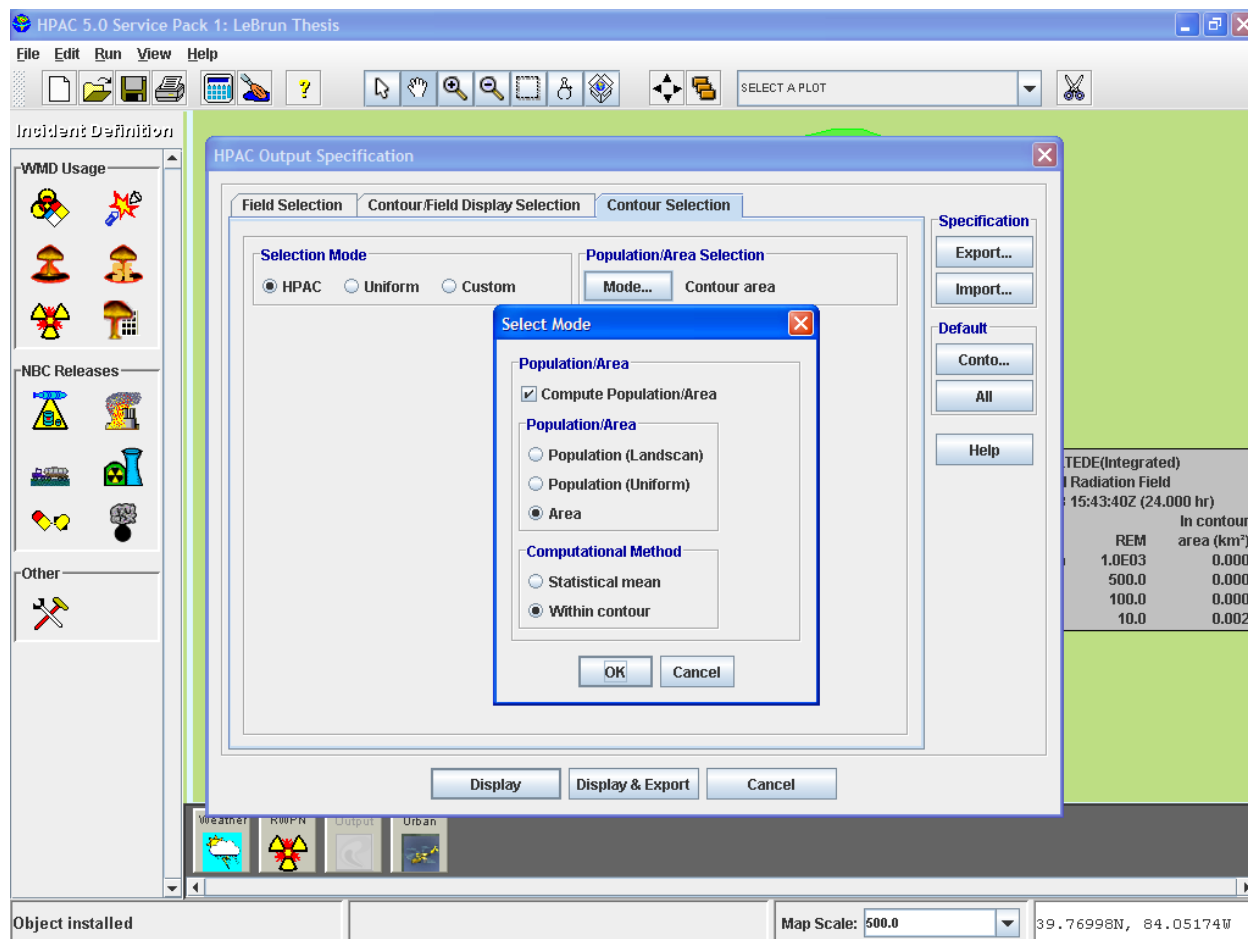 HPAC 5.0 Service Pack 1: LeBrun Thesis
File Edit Run View Help
SELECT A PLOT
Incident Definition
WMD Usage
NBC Releases
Other
HPAC Output Specification
Field Selection
Contour/Field Display Selection
Contour Selection
Selection Mode
HPAC
Uniform
Custom
Population/Area Selection
Mode...
Contour area
Specification
Export...
Import...
Default
Conto...
All
Help
Select Mode
Population/Area
Compute Population/Area
Population/Area
Population (Landscan)
Population (Uniform)
Area
Computational Method
Statistical mean
Within contour
OK
Cancel
TEDE(Integrated)
Radiation Field
15:43:40Z (24.000 hr)
In contour
REM area (km²)
1.0E03 0.000
500.0 0.000
100.0 0.000
10.0 0.002
Display
Display & Export
Cancel
Weather
RWPN
Output
Urban
Object installed
Map Scale: 500.0
39.76998N, 84.05174W